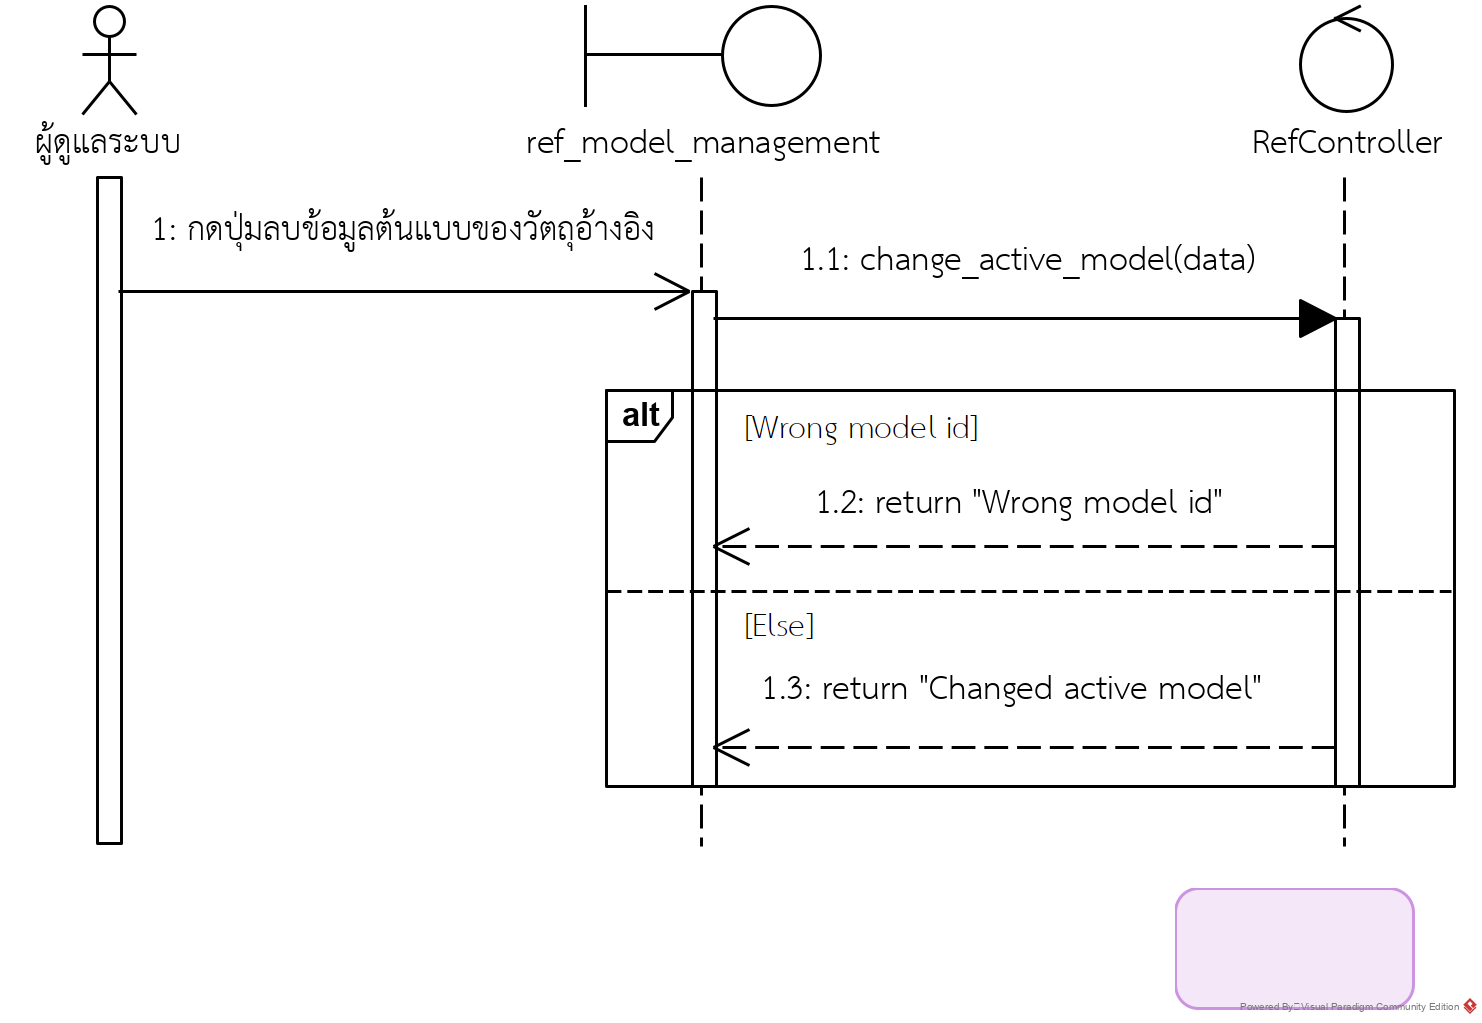 ผู้ดูแลระบบ
ref_model_management
RefController
1: กดปุ่มลบข้อมูลต้นแบบของวัตถุอ้างอิง
1.1: change_active_model(data)
alt
[Wrong model id]
1.2: return "Wrong model id"
[Else]
1.3: return "Changed active model"
Powered By Visual Paradigm Community Edition